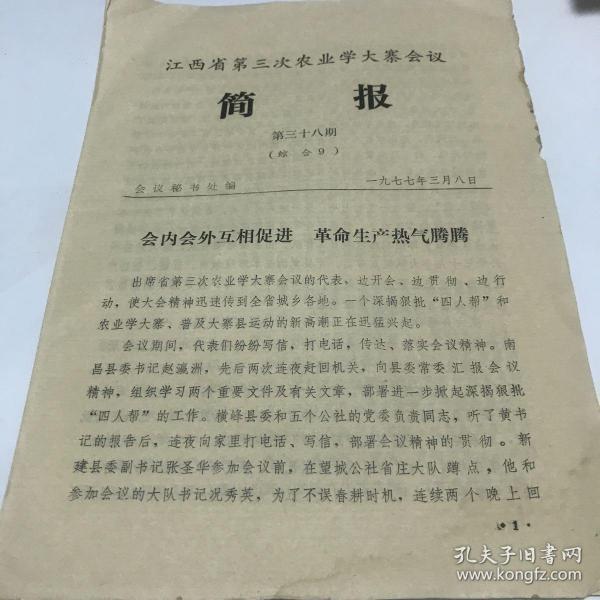 江西省第三次农业学大寨会议
简 报
第三十八期
(综合9)
会议秘书处编 一九七七年三月八日
会内会外互相促进 革命生产热气腾腾
出席省第三次农业学大寨会议的代表，边开会、边贯彻、边行
动，使大会精神迅速传到全省城乡各地。一个深揭狠批“四人帮”和
农业学大寨、普及大寨县运动的新高潮正在迅猛兴起。
会议期间，代表们纷纷写信，打电话，传达、落实会议精神。南
昌县委书记赵瀛洲，先后两次连夜赶回机关，向县委常委汇报会议
精神，组织学习两个重要文件及有关文章，部署进一步掀起深揭狠批
“四人帮”的工作。横峰县委和五个公社的党委负责同志，听了黄书
记的报告后，连夜向家里打电话、写信，部署会议精神的贯彻。新
建县委副书记张圣华参加会议前，在望城公社省庄大队蹲点，他和
参加会议的大队书记况秀英，为了不误春耕时机，连续两个晚上回
·1·
孔夫子旧书网
www.kongfz.com